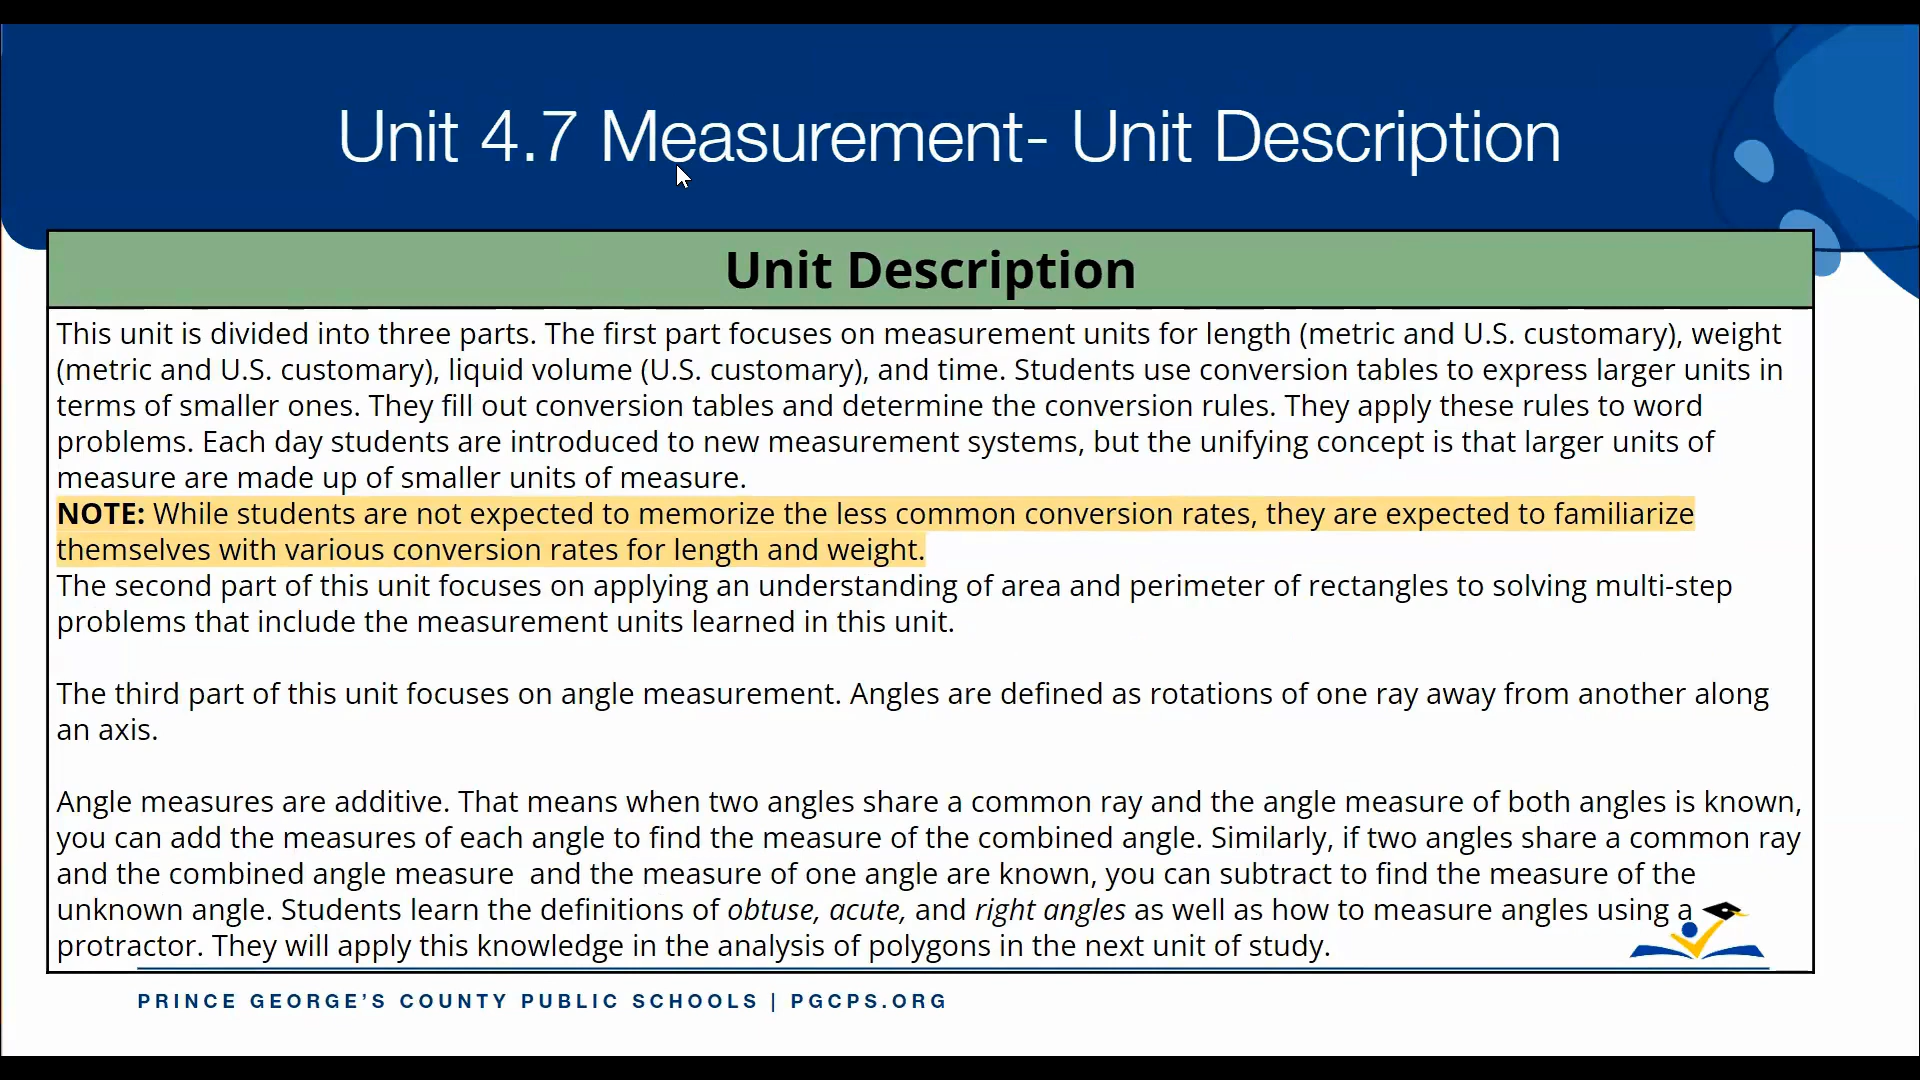 Unit 4.7 Measurement- Unit Description
Unit Description
This unit is divided into three parts. The first part focuses on measurement units for length (metric and U.S. customary), weight
(metric and U.S. customary), liquid volume (U.S. customary), and time. Students use conversion tables to express larger units in
terms of smaller ones. They fill out conversion tables and determine the conversion rules. They apply these rules to word
problems. Each day students are introduced to new measurement systems, but the unifying concept is that larger units of
measure are made up of smaller units of measure.
NOTE: While students are not expected to memorize the less common conversion rates, they are expected to familiarize
themselves with various conversion rates for length and weight.
The second part of this unit focuses on applying an understanding of area and perimeter of rectangles to solving multi-step
problems that include the measurement units learned in this unit.
The third part of this unit focuses on angle measurement. Angles are defined as rotations of one ray away from another along
an axis.
Angle measures are additive. That means when two angles share a common ray and the angle measure of both angles is known,
you can add the measures of each angle to find the measure of the combined angle. Similarly, if two angles share a common ray
and the combined angle measure  and the measure of one angle are known, you can subtract to find the measure of the
unknown angle. Students learn the definitions of obtuse, acute, and right angles as well as how to measure angles using a
protractor. They will apply this knowledge in the analysis of polygons in the next unit of study.
PRINCE GEORGE'S COUNTY PUBLIC SCHOOLS | PGCPS.ORG